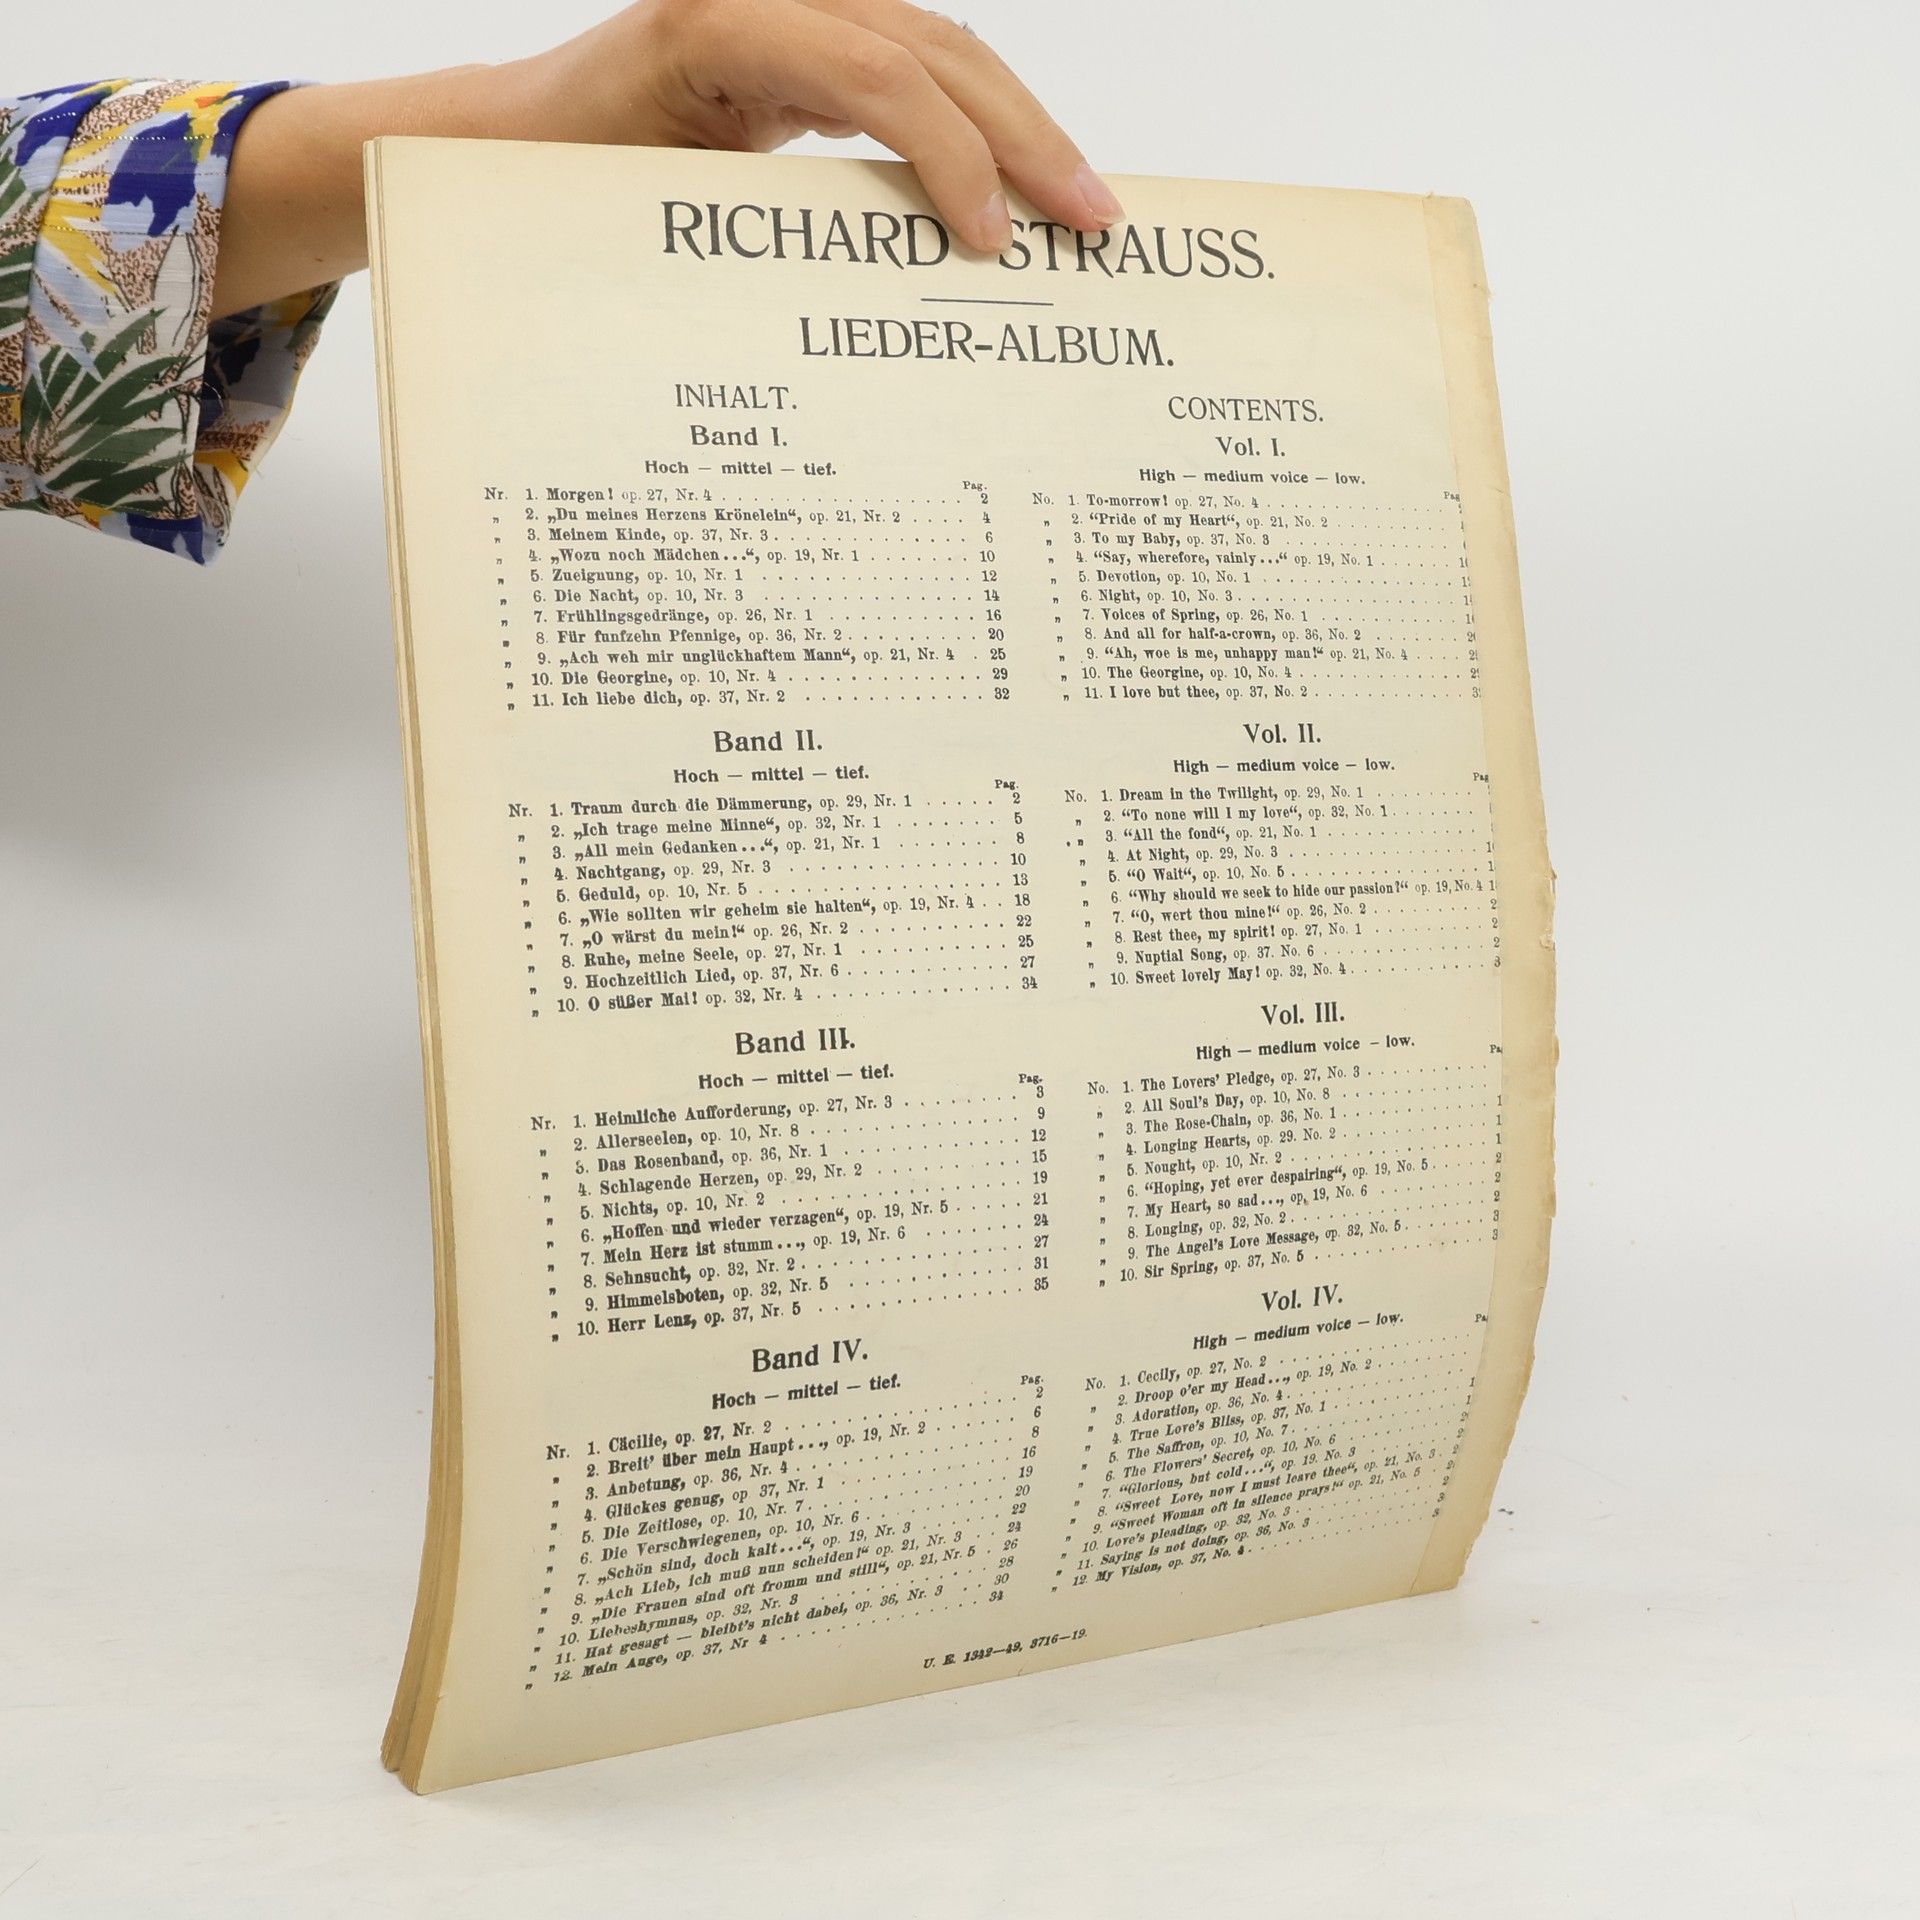 RICHARD STRAUSS.
LIEDER-ALBUM.
INHALT.
Band I.
Hoch — mittel — tief.
Pag.
Nr. 1. Morgen! op. 27, Nr. 4 . . . . . . . . . . . . . . . . 2
„ 2. „Du meines Herzens Krönelein“, op. 21, Nr. 2 . . . . 4
„ 3. Meinem Kinde, op. 37, Nr. 3 . . . . . . . . . . . . . 6
„ 4. „Wozu noch Mädchen...“, op. 19, Nr. 1 . . . . . . . 10
„ 5. Zueignung, op. 10, Nr. 1 . . . . . . . . . . . . . . 12
„ 6. Die Nacht, op. 10, Nr. 3 . . . . . . . . . . . . . . 14
„ 7. Frühlingsgedränge, op. 26, Nr. 1 . . . . . . . . . . 16
„ 8. Für funfzehn Pfennige, op. 36, Nr. 2 . . . . . . . . 20
„ 9. „Ach weh mir unglückhaftem Mann“, op. 21, Nr. 4 . 25
„ 10. Die Georgine, op. 10, Nr. 4 . . . . . . . . . . . . 29
„ 11. Ich liebe dich, op. 37, Nr. 2 . . . . . . . . . . . 32
Band II.
Hoch — mittel — tief.
Pag.
Nr. 1. Traum durch die Dämmerung, op. 29, Nr. 1 . . . . . 2
„ 2. „Ich trage meine Minne“, op. 32, Nr. 1 . . . . . . . 5
„ 3. „All mein Gedanken...“, op. 21, Nr. 1 . . . . . . . 8
„ 4. Nachtgang, op. 29, Nr. 3 . . . . . . . . . . . . . 10
„ 5. Geduld, op. 10, Nr. 5 . . . . . . . . . . . . . . . 13
„ 6. „Wie sollten wir geheim sie halten“, op. 19, Nr. 4 . . 18
„ 7. „O wärst du mein!“ op. 26, Nr. 2 . . . . . . . . . . 22
„ 8. Ruhe, meine Seele, op. 27, Nr. 1 . . . . . . . . . . 25
„ 9. Hochzeitlich Lied, op. 37, Nr. 6 . . . . . . . . . . 27
„ 10. O süßer Mai! op. 32, Nr. 4 . . . . . . . . . . . . 34
Band III.
Hoch — mittel — tief.
Pag.
Nr. 1. Heimliche Aufforderung, op. 27, Nr. 3 . . . . . . . 3
„ 2. Allerseelen, op. 10, Nr. 8 . . . . . . . . . . . . . 9
„ 3. Das Rosenband, op. 36, Nr. 1 . . . . . . . . . . . 12
„ 4. Schlagende Herzen, op. 29, Nr. 2 . . . . . . . . . 15
„ 5. Nichts, op. 10, Nr. 2 . . . . . . . . . . . . . . . 19
„ 6. „Hoffen und wieder verzagen“, op. 19, Nr. 5 . . . . . 21
„ 7. Mein Herz ist stumm..., op. 19, Nr. 6 . . . . . . . 24
„ 8. Sehnsucht, op. 32, Nr. 2 . . . . . . . . . . . . . . 27
„ 9. Himmelsboten, op. 32, Nr. 5 . . . . . . . . . . . . 31
„ 10. Herr Lenz, op. 37, Nr. 5 . . . . . . . . . . . . . 35
Band IV.
Hoch — mittel — tief.
Pag.
Nr. 1. Cäcilie, op. 27, Nr. 2 . . . . . . . . . . . . . . 2
„ 2. Breit’ über mein Haupt..., op. 19, Nr. 2 . . . . . . 6
„ 3. Anbetung, op. 36, Nr. 4 . . . . . . . . . . . . . . 8
„ 4. Glückes genug, op 37, Nr. 1 . . . . . . . . . . . . 16
„ 5. Die Zeitlose, op. 10, Nr. 7 . . . . . . . . . . . . . 19
„ 6. Die Verschwiegenen, op. 10, Nr. 6 . . . . . . . . . 20
„ 7. „Schön sind, doch kalt...“, op. 19, Nr. 3 . . . . . . 22
„ 8. „Ach Lieb, ich muß nun scheiden!“ op. 21, Nr. 3 . . 24
„ 9. „Die Frauen sind oft fromm und still“, op. 21, Nr. 5 . 26
„ 10. Liebeshymnus, op. 32, Nr. 3 . . . . . . . . . . . 28
„ 11. Hat gesagt — bleibt’s nicht dabei, op. 36, Nr. 3 . . 30
„ 12. Mein Auge, op. 37, Nr 4 . . . . . . . . . . . . . 34
CONTENTS.
Vol. I.
High — medium voice — low.
No. 1. To-morrow! op. 27, No. 4
„ 2. “Pride of my Heart“, op. 21, No. 2
„ 3. To my Baby, op. 37, No. 3
„ 4. “Say, wherefore, vainly...“ op. 19, No. 1
„ 5. Devotion, op. 10, No. 1
„ 6. Night, op. 10, No. 3
„ 7. Voices of Spring, op. 26, No. 1
„ 8. And all for half-a-crown, op. 36, No. 2
„ 9. “Ah, woe is me, unhappy man!“ op. 21, No. 4
„ 10. The Georgine, op. 10, No. 4
„ 11. I love but thee, op. 37, No. 2
Vol. II.
High — medium voice — low.
No. 1. Dream in the Twilight, op. 29, No. 1
„ 2. “To none will I my love“, op. 32, No. 1
„ 3. “All the fond“, op. 21, No. 1
„ 4. At Night, op. 29, No. 3
„ 5. “O Wait“, op. 10, No. 5
„ 6. “Why should we seek to hide our passion?“ op. 19, No. 4
„ 7. “O, wert thou mine!“ op. 26, No. 2
„ 8. Rest thee, my spirit! op. 27, No. 1
„ 9. Nuptial Song, op. 37. No. 6
„ 10. Sweet lovely May! op. 32, No. 4
Vol. III.
High — medium voice — low.
No. 1. The Lovers’ Pledge, op. 27, No. 3
„ 2. All Soul’s Day, op. 10, No. 8
„ 3. The Rose-Chain, op. 36, No. 1
„ 4. Longing Hearts, op. 29. No. 2
„ 5. Nought, op. 10, Nr. 2
„ 6. “Hoping, yet ever despairing“, op. 19, No. 5
„ 7. My Heart, so sad..., op, 19, No. 6
„ 8. Longing, op. 32, No. 2
„ 9. The Angel’s Love Message, op. 32, No. 5
„ 10. Sir Spring, op. 37, No. 5
Vol. IV.
High — medium voice — low.
No. 1. Cecily, op. 27, No. 2
„ 2. Droop o’er my Head..., op. 19, No. 2
„ 3. Adoration, op. 36, No. 4
„ 4. True Love’s Bliss, op. 37, No. 1
„ 5. The Saffron, op. 10, No. 7
„ 6. The Flowers’ Secret, op. 10, No. 6
„ 7. “Glorious, but cold...“, op. 19. No. 3
„ 8. “Sweet Love, now I must leave thee“, op. 21, No. 3
„ 9. “Sweet Woman oft in silence prays!“ op. 21, No. 5
„ 10. Love’s pleading, op. 32, No. 3
„ 11. Saying is not doing, op. 36, No. 3
„ 12. My Vision, op. 37, No. 4
U. E. 1342—49, 3716—19.